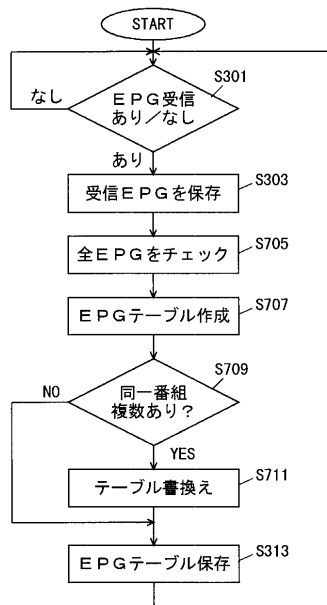 START
S301
EPG受信
あり/なし
なし
あり
S303
受信EPGを保存
S705
全EPGをチェック
S707
EPGテーブル作成
S709
同一番組
複数あり?
NO
YES
S711
テーブル書換え
S313
EPGテーブル保存